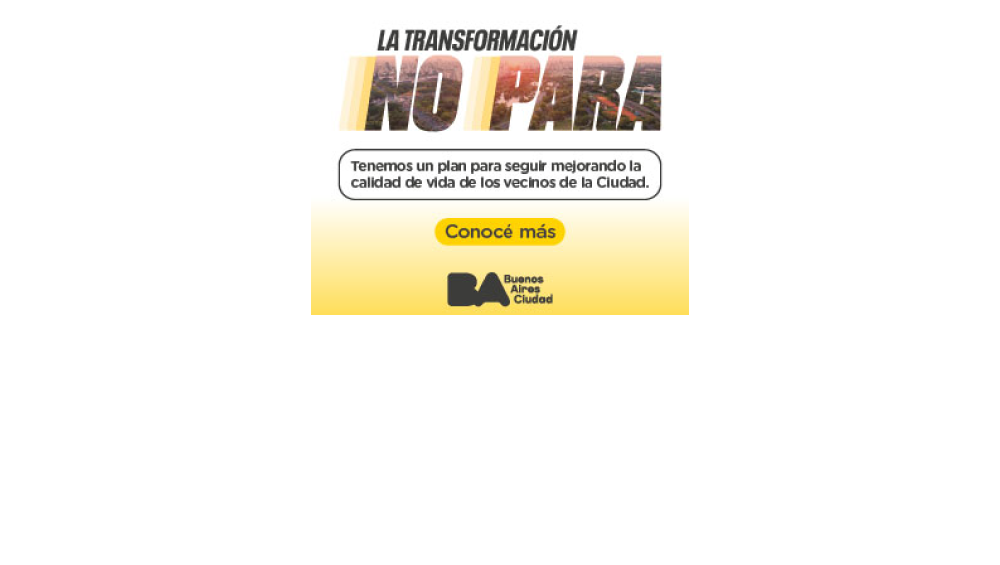 LA TRANSFORMACIÓN
NO PARA
Tenemos un plan para seguir mejorando la
calidad de vida de los vecinos de la Ciudad.
Conocé más
BA
Buenos
Aires
Ciudad